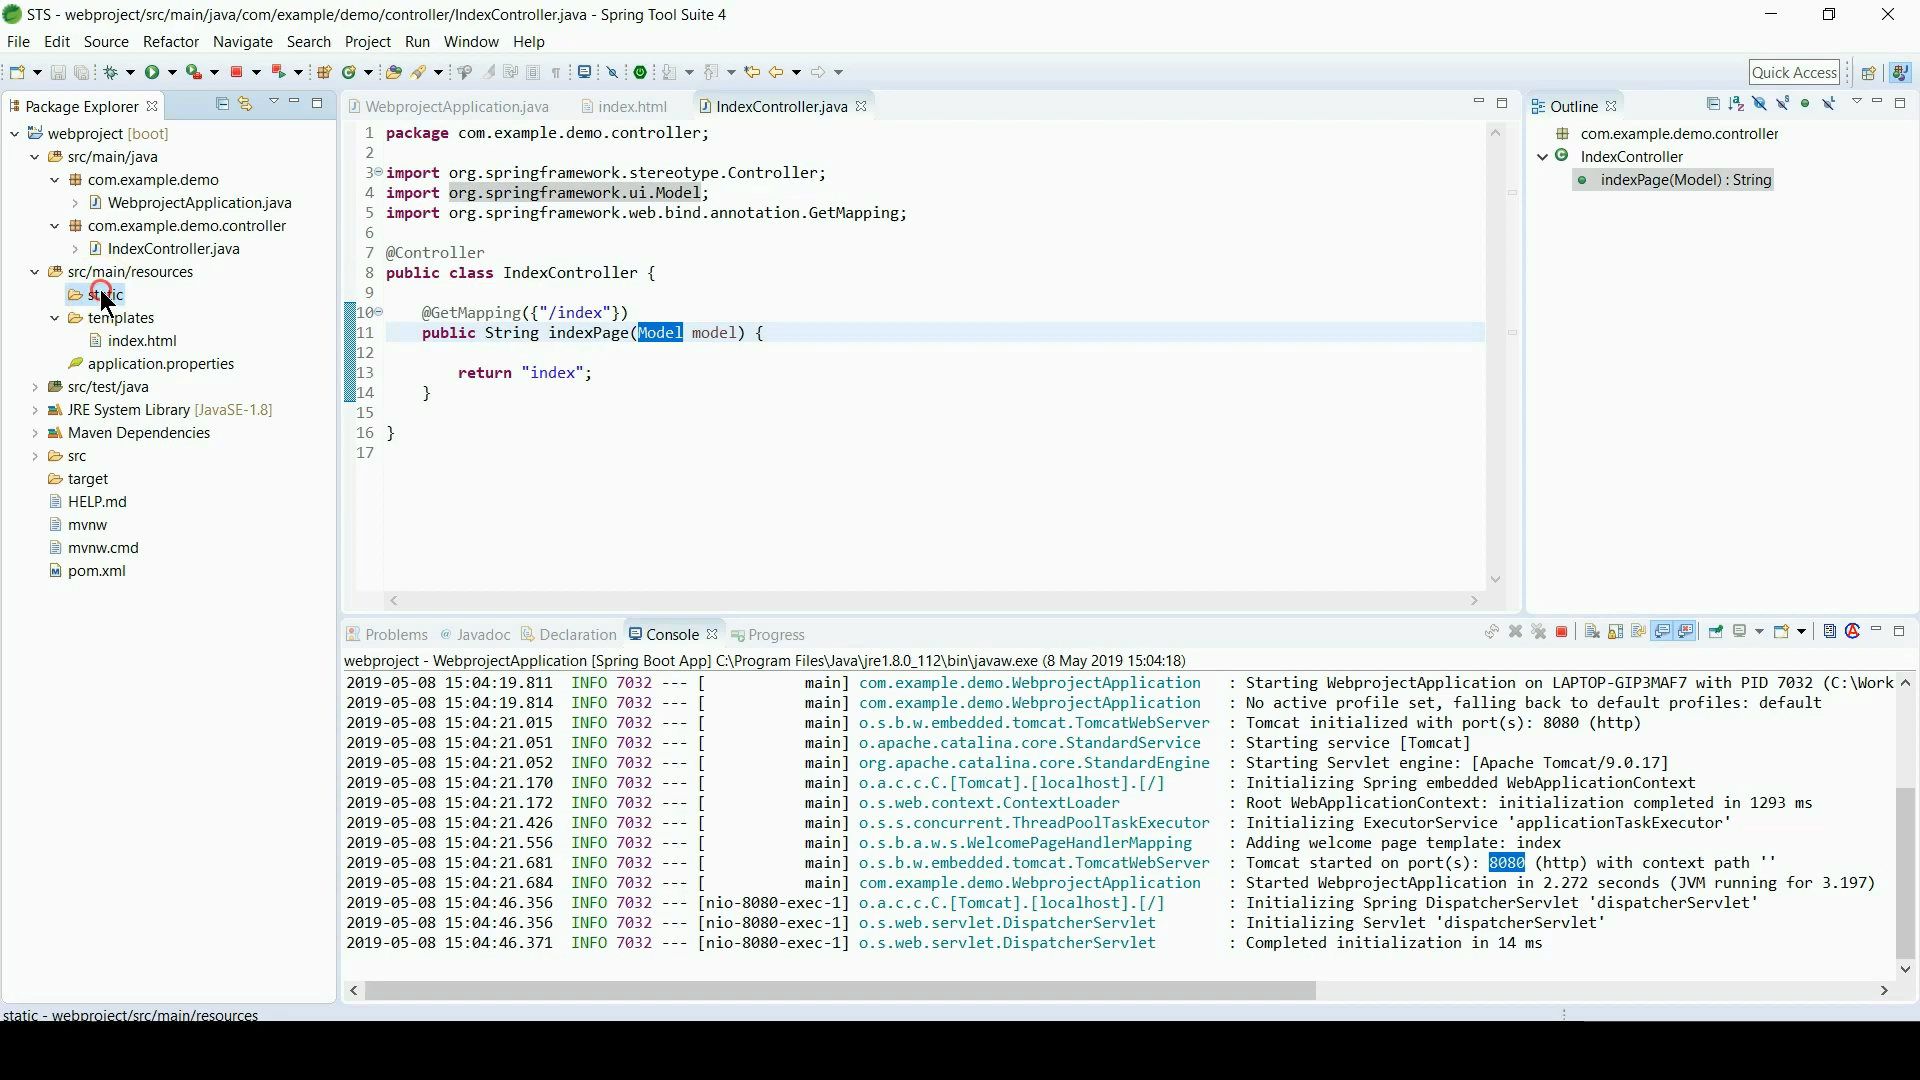 STS - webproject/src/main/java/com/example/demo/controller/IndexController.java - Spring Tool Suite 4
File Edit Source Refactor Navigate Search Project Run Window Help
Quick Access
Package Explorer
webproject [boot]
src/main/java
com.example.demo
WebprojectApplication.java
com.example.demo.controller
IndexController.java
src/main/resources
static
templates
index.html
application.properties
src/test/java
JRE System Library [JavaSE-1.8]
Maven Dependencies
src
target
HELP.md
mvnw
mvnw.cmd
pom.xml
WebprojectApplication.java index.html IndexController.java
1 package com.example.demo.controller;
2
3 import org.springframework.stereotype.Controller;
4 import org.springframework.ui.Model;
5 import org.springframework.web.bind.annotation.GetMapping;
6
7 @Controller
8 public class IndexController {
9
10 @GetMapping({"/index"})
11 public String indexPage(Model model) {
12
13 return "index";
14 }
15
16 }
17
Outline
com.example.demo.controller
IndexController
indexPage(Model) : String
Problems @ Javadoc Declaration Console Progress
webproject - WebprojectApplication [Spring Boot App] C:\Program Files\Java\jre1.8.0_112\bin\javaw.exe (8 May 2019 15:04:18)
2019-05-08 15:04:19.811 INFO 7032 --- [ main] com.example.demo.WebprojectApplication : Starting WebprojectApplication on LAPTOP-GIP3MAF7 with PID 7032 (C:\Work
2019-05-08 15:04:19.814 INFO 7032 --- [ main] com.example.demo.WebprojectApplication : No active profile set, falling back to default profiles: default
2019-05-08 15:04:21.015 INFO 7032 --- [ main] o.s.b.w.embedded.tomcat.TomcatWebServer : Tomcat initialized with port(s): 8080 (http)
2019-05-08 15:04:21.051 INFO 7032 --- [ main] o.apache.catalina.core.StandardService : Starting service [Tomcat]
2019-05-08 15:04:21.052 INFO 7032 --- [ main] org.apache.catalina.core.StandardEngine : Starting Servlet engine: [Apache Tomcat/9.0.17]
2019-05-08 15:04:21.170 INFO 7032 --- [ main] o.a.c.c.C.[Tomcat].[localhost].[/] : Initializing Spring embedded WebApplicationContext
2019-05-08 15:04:21.172 INFO 7032 --- [ main] o.s.web.context.ContextLoader : Root WebApplicationContext: initialization completed in 1293 ms
2019-05-08 15:04:21.426 INFO 7032 --- [ main] o.s.s.concurrent.ThreadPoolTaskExecutor : Initializing ExecutorService 'applicationTaskExecutor'
2019-05-08 15:04:21.556 INFO 7032 --- [ main] o.s.b.a.w.s.WelcomePageHandlerMapping : Adding welcome page template: index
2019-05-08 15:04:21.681 INFO 7032 --- [ main] o.s.b.w.embedded.tomcat.TomcatWebServer : Tomcat started on port(s): 8080 (http) with context path ''
2019-05-08 15:04:21.684 INFO 7032 --- [ main] com.example.demo.WebprojectApplication : Started WebprojectApplication in 2.272 seconds (JVM running for 3.197)
2019-05-08 15:04:46.356 INFO 7032 --- [nio-8080-exec-1] o.a.c.c.C.[Tomcat].[localhost].[/] : Initializing Spring DispatcherServlet 'dispatcherServlet'
2019-05-08 15:04:46.356 INFO 7032 --- [nio-8080-exec-1] o.s.web.servlet.DispatcherServlet : Initializing Servlet 'dispatcherServlet'
2019-05-08 15:04:46.371 INFO 7032 --- [nio-8080-exec-1] o.s.web.servlet.DispatcherServlet : Completed initialization in 14 ms
static - webproject/src/main/resources